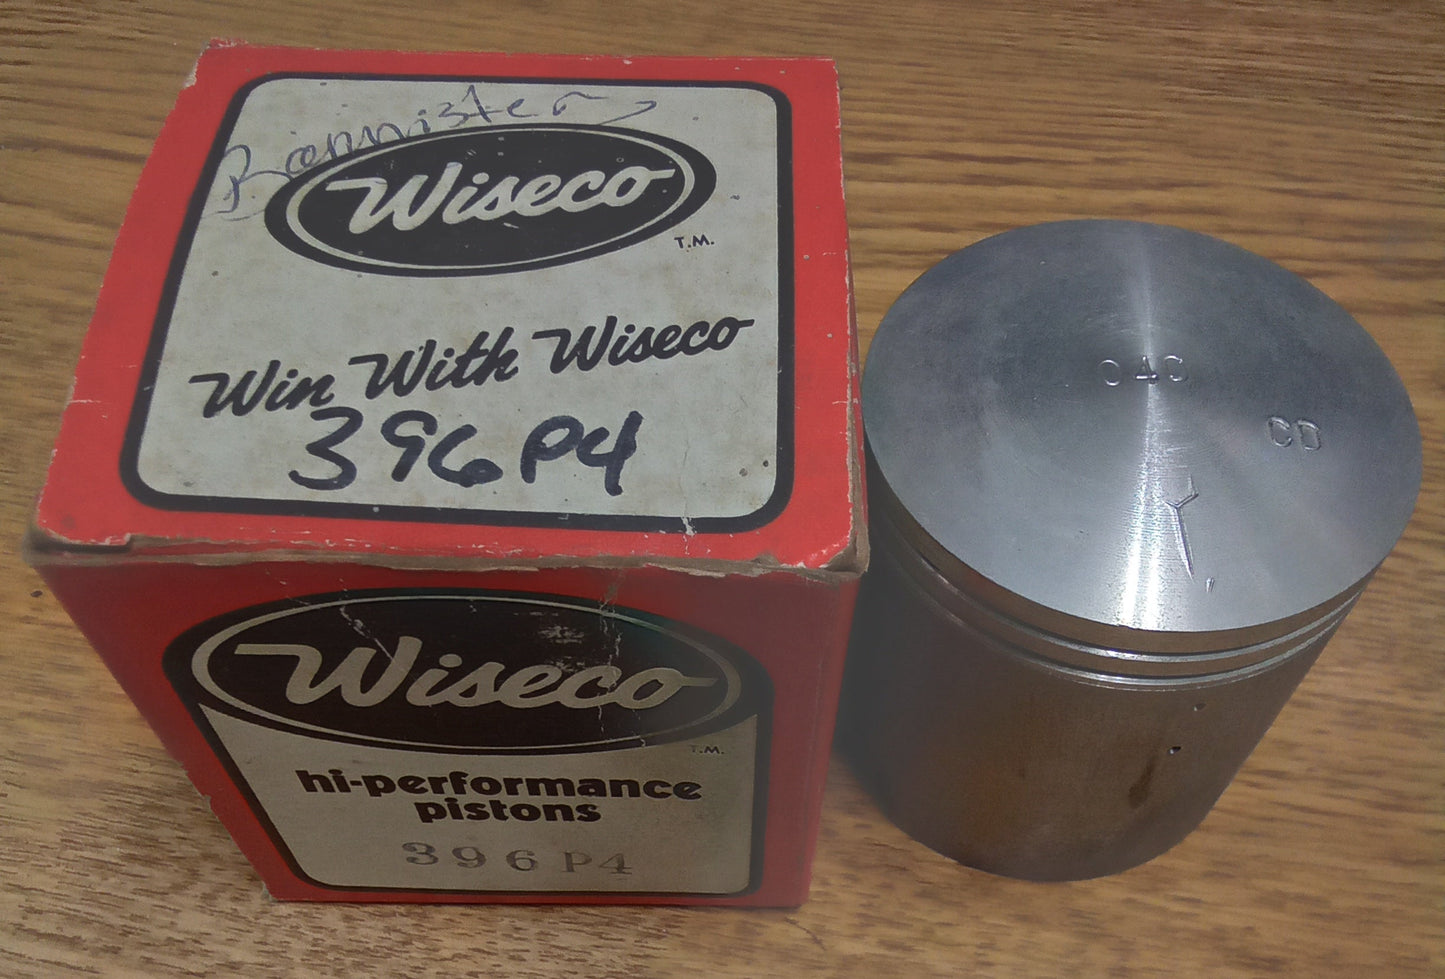 Bannister
Wiseco
T.M.
Win With Wiseco
396P4
Wiseco
T.M.
hi-performance
pistons
396P4
040
CD